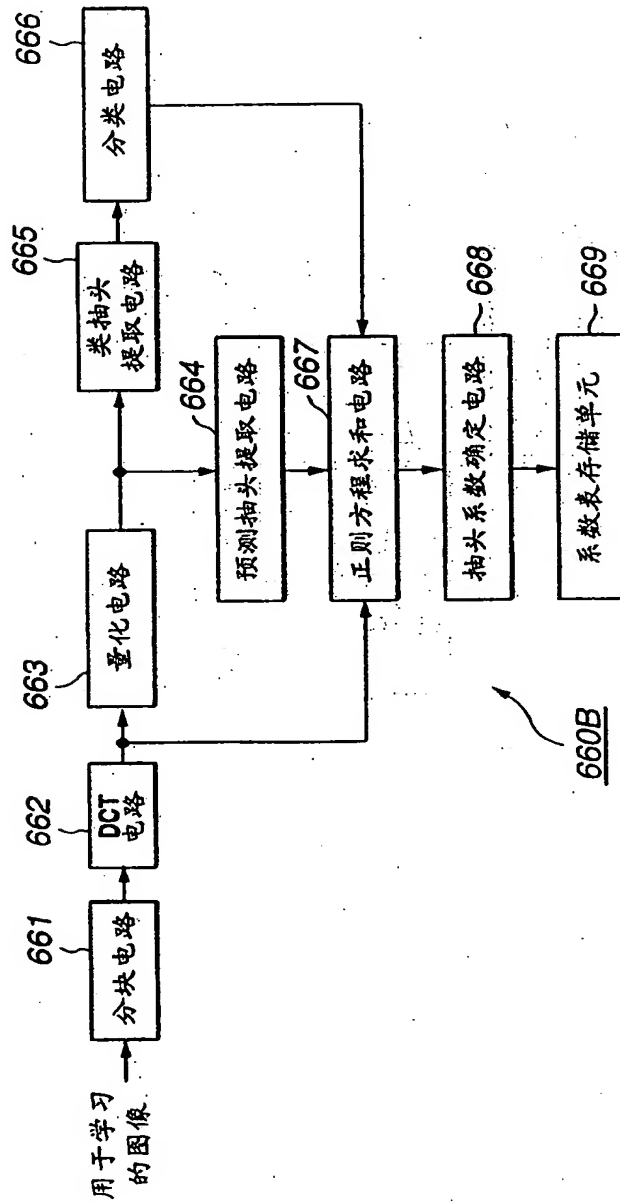 用于学习
的图像
661
分块电路
662
DCT
电路
663
量化电路
665
类抽头
提取电路
666
分类电路
664
预测抽头提取电路
667
正则方程求和电路
668
抽头系数确定电路
669
系数表存储单元
660B